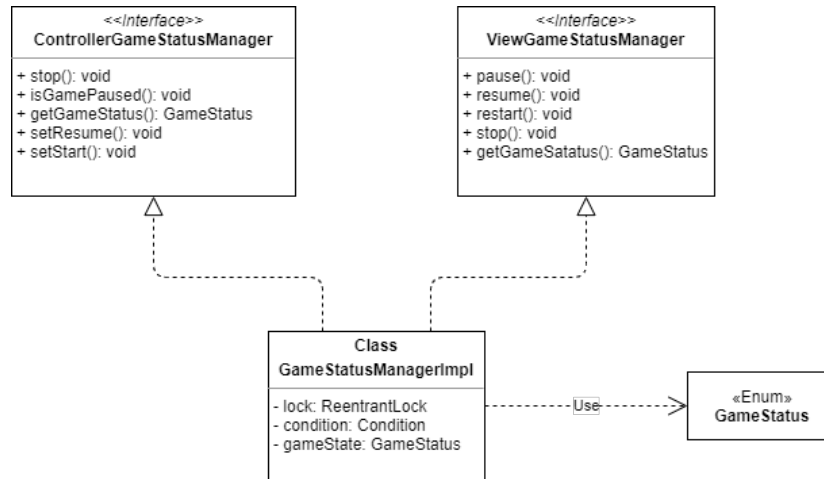 <<Interface>>
ControllerGameStatusManager
+ stop(): void
+ isGamePaused(): void
+ getGameStatus(): GameStatus
+ setResume(): void
+ setStart(): void
<<Interface>>
ViewGameStatusManager
+ pause(): void
+ resume(): void
+ restart(): void
+ stop(): void
+ getGameSatatus(): GameStatus
Class
GameStatusManagerImpl
- lock: ReentrantLock
- condition: Condition
- gameState: GameStatus
Use
«Enum»
GameStatus